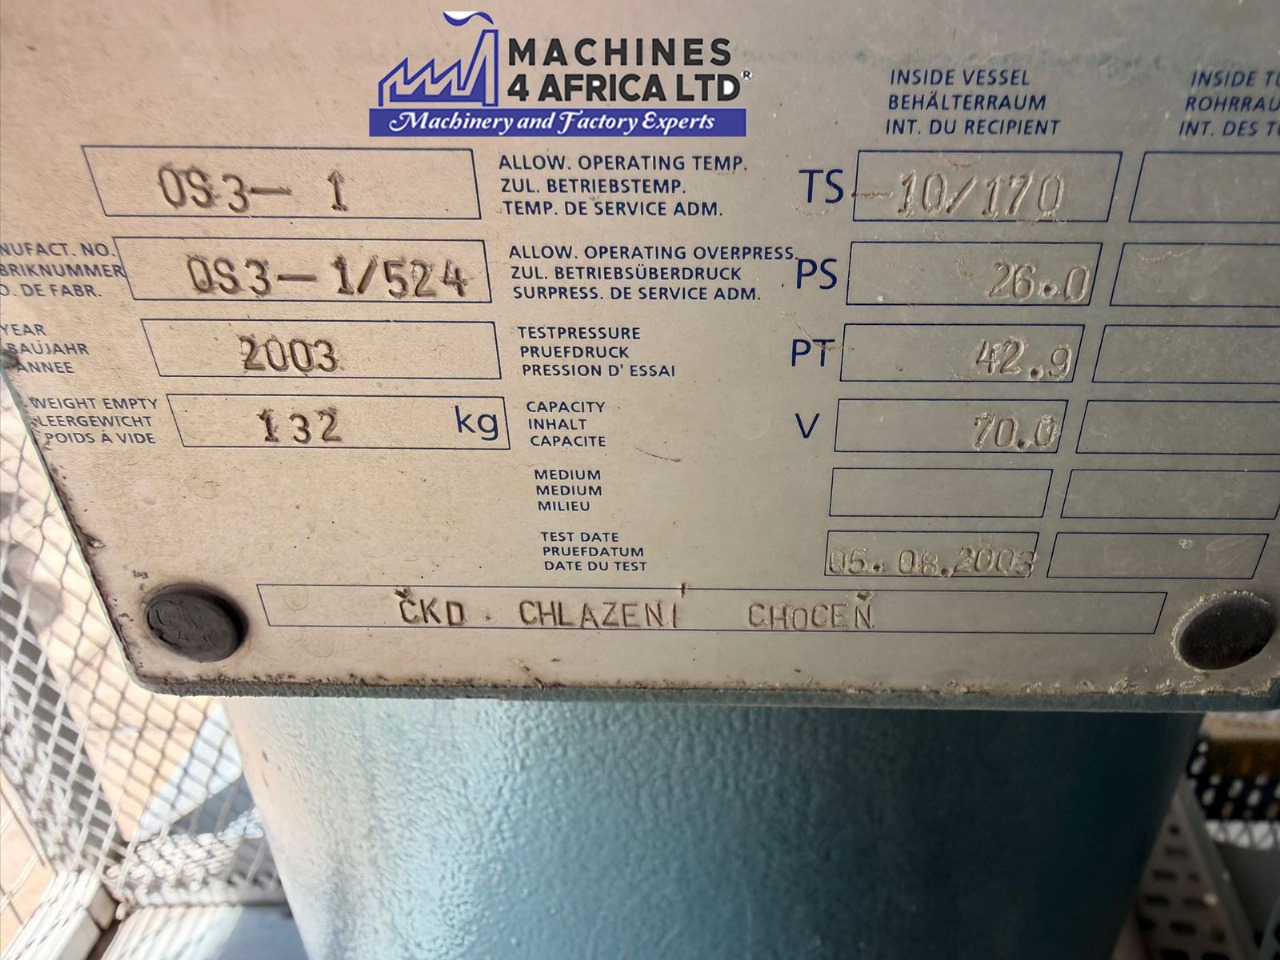 MACHINES
4 AFRICA LTD®
Machinery and Factory Experts
INSIDE VESSEL
BEHÄLTERRAUM
INT. DU RECIPIENT
INSIDE
ROHRRAU
INT. DES
OS3- 1
ALLOW. OPERATING TEMP.
ZUL. BETRIEBSTEMP.
TEMP. DE SERVICE ADM.
TS
-10/170
NUFACT. NO.
BRIKNUMMER
O. DE FABR.
OS3-1/524
ALLOW. OPERATING OVERPRESS.
ZUL. BETRIEBSÜBERDRUCK
SURPRESS. DE SERVICE ADM.
PS
26.0
YEAR
BAUJAHR
ANNEE
2003
TESTPRESSURE
PRUEFDRUCK
PRESSION D' ESSAI
PT
42.9
WEIGHT EMPTY
LEERGEWICHT
POIDS À VIDE
132 kg
CAPACITY
INHALT
CAPACITE
V
70.0
MEDIUM
MEDIUM
MILIEU
TEST DATE
PRUEFDATUM
DATE DU TEST
05.08.2003
ČKD CHLAZENÍ CHOCEŇ